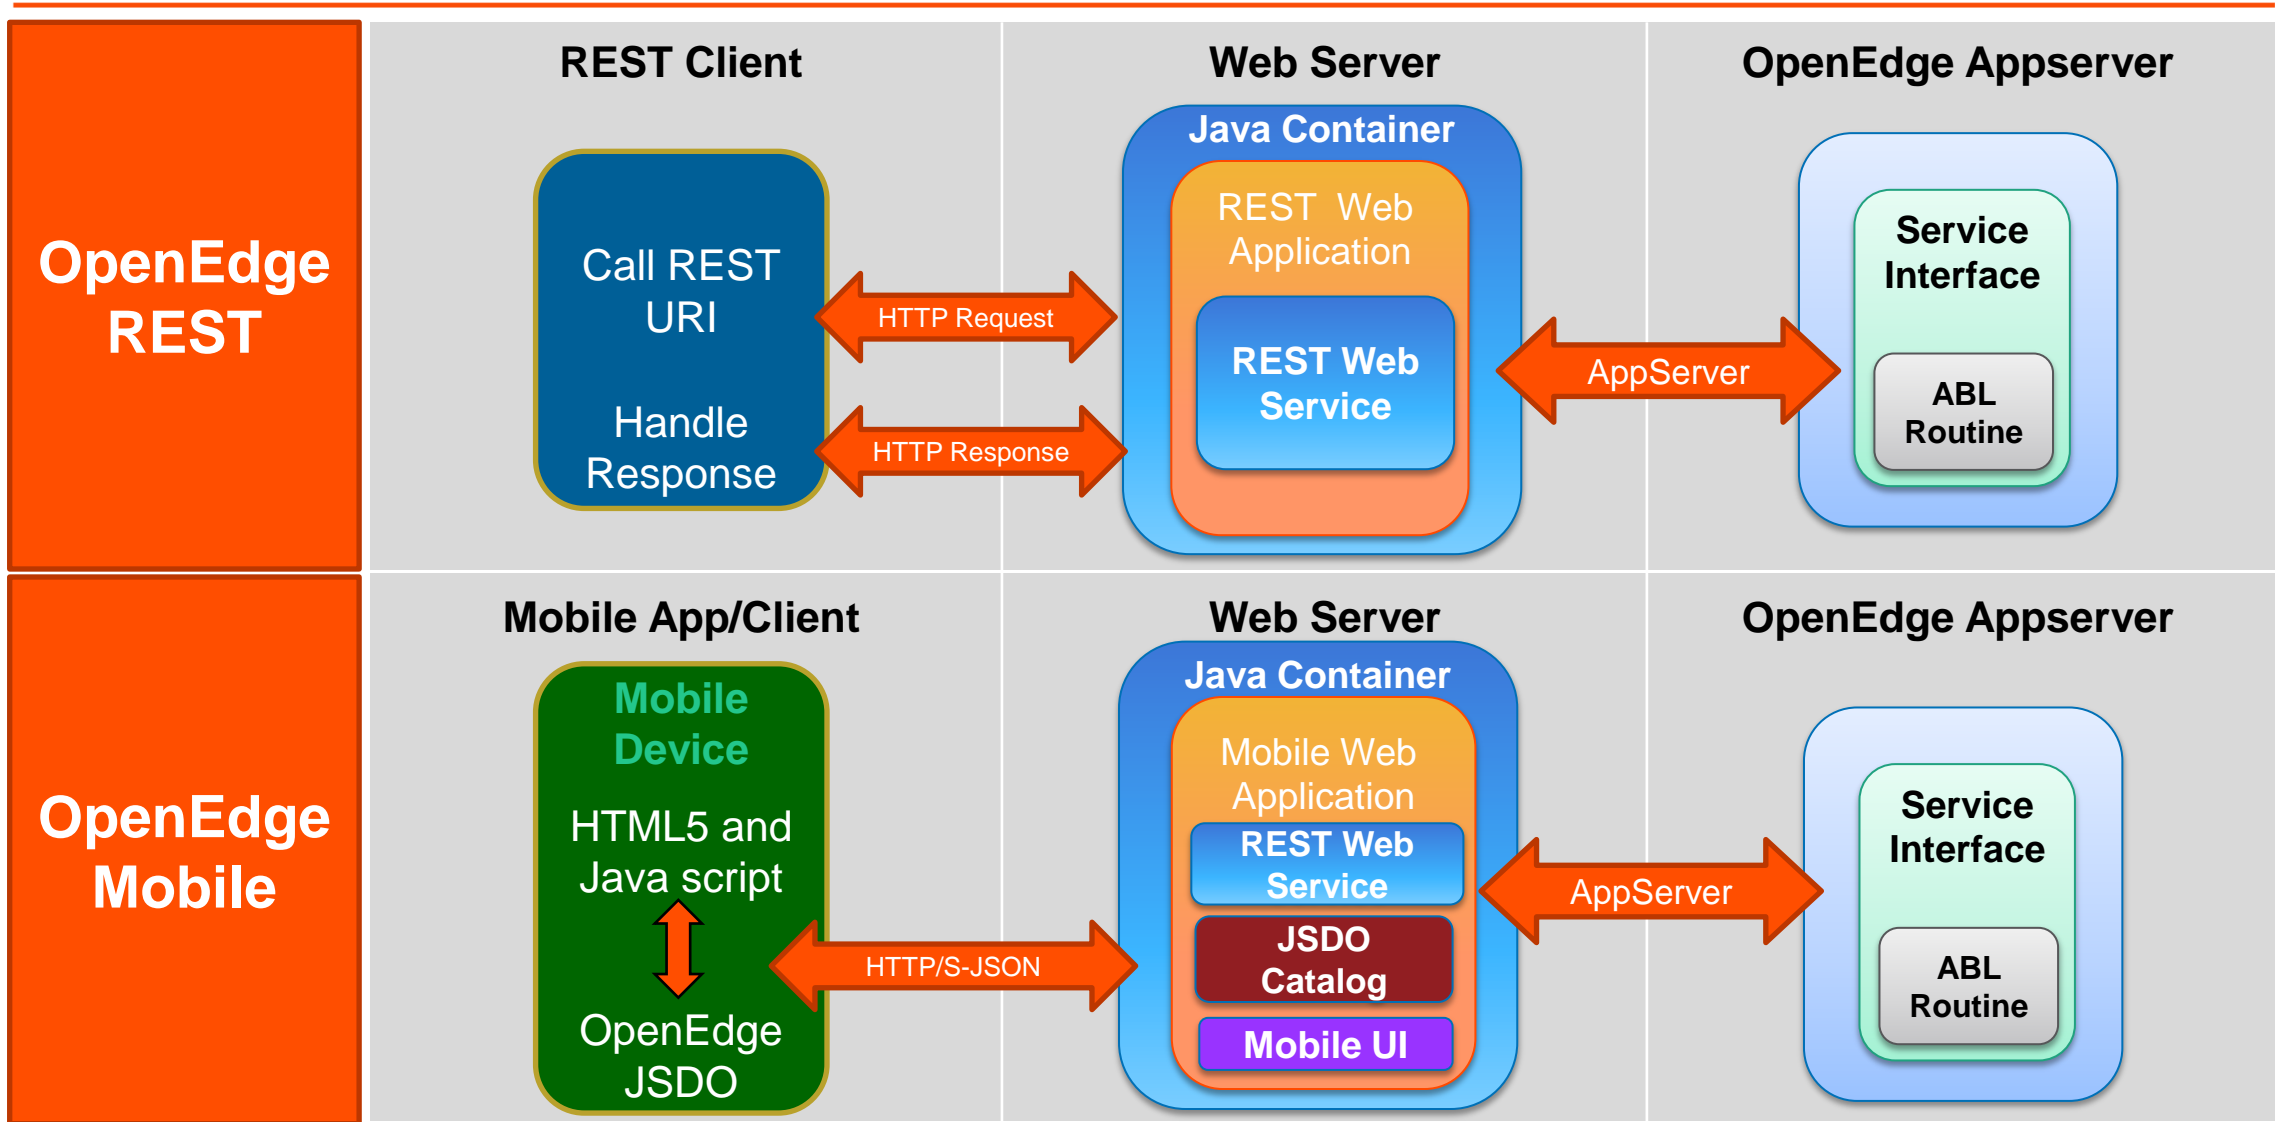 OpenEdge
REST
REST Client
Call REST
URI
Handle
Response
HTTP Request
HTTP Response
Web Server
Java Container
REST  Web
Application
REST Web
Service
AppServer
OpenEdge Appserver
Service
Interface
ABL
Routine
OpenEdge
Mobile
Mobile App/Client
Mobile
Device
HTML5 and
Java script
OpenEdge
JSDO
HTTP/S-JSON
Web Server
Java Container
Mobile Web
Application
REST Web
Service
JSDO
Catalog
Mobile UI
AppServer
OpenEdge Appserver
Service
Interface
ABL
Routine